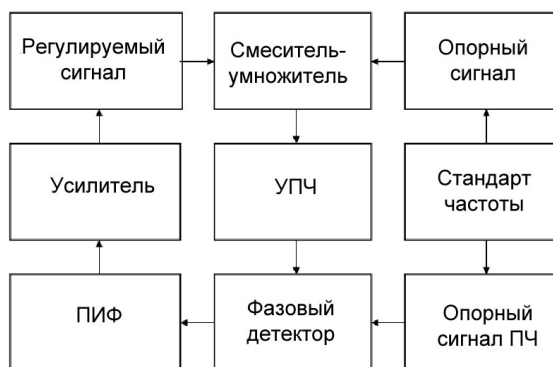 Регулируемый
сигнал
Смеситель-
умножитель
Опорный
сигнал
Усилитель
УПЧ
Стандарт
частоты
ПИФ
Фазовый
детектор
Опорный
сигнал ПЧ